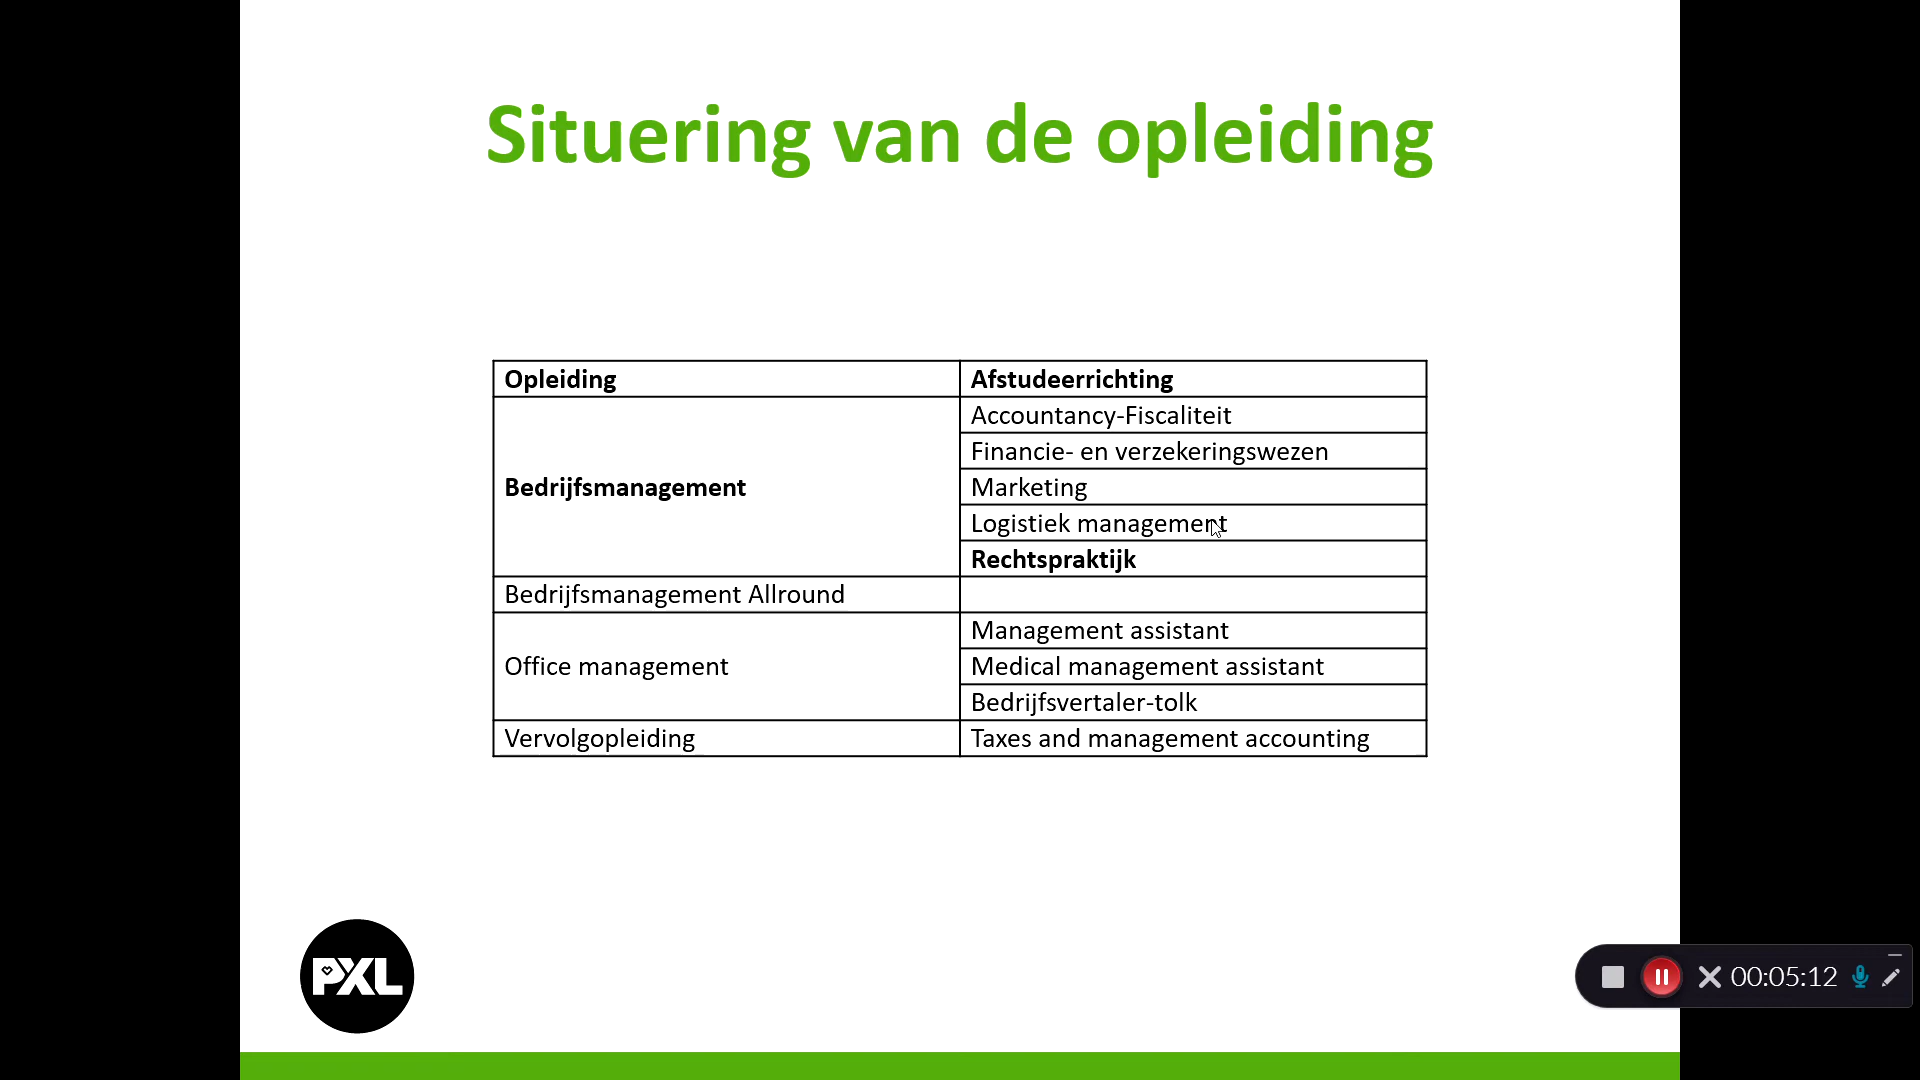 Situering van de opleiding
Opleiding Afstudeerrichting
Bedrijfsmanagement
Accountancy-Fiscaliteit
Financie- en verzekeringswezen
Marketing
Logistiek management
Rechtspraktijk
Bedrijfsmanagement Allround
Office management
Management assistant
Medical management assistant
Bedrijfsvertaler-tolk
Vervolgopleiding Taxes and management accounting
PXL
00:05:12